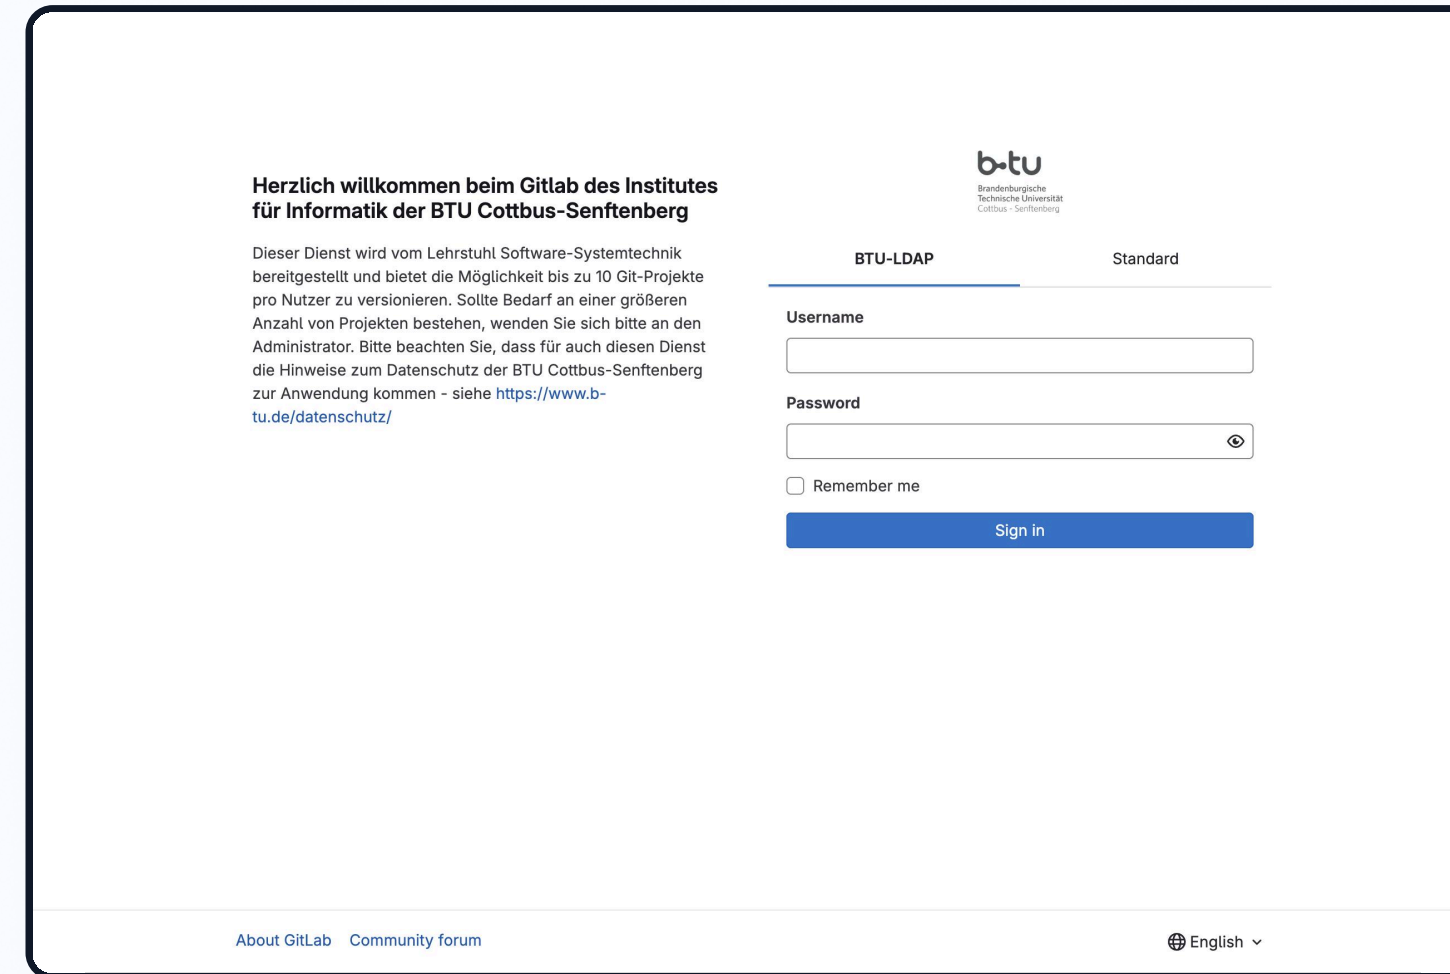 Herzlich willkommen beim Gitlab des Institutes
für Informatik der BTU Cottbus-Senftenberg
Dieser Dienst wird vom Lehrstuhl Software-Systemtechnik
bereitgestellt und bietet die Möglichkeit bis zu 10 Git-Projekte
pro Nutzer zu versionieren. Sollte Bedarf an einer größeren
Anzahl von Projekten bestehen, wenden Sie sich bitte an den
Administrator. Bitte beachten Sie, dass für auch diesen Dienst
die Hinweise zum Datenschutz der BTU Cottbus-Senftenberg
zur Anwendung kommen - siehe https://www.b-
tu.de/datenschutz/
b-tu
Brandenburgische
Technische Universität
Cottbus - Senftenberg
BTU-LDAP
Standard
Username
Password
Remember me
Sign in
About GitLab
Community forum
English